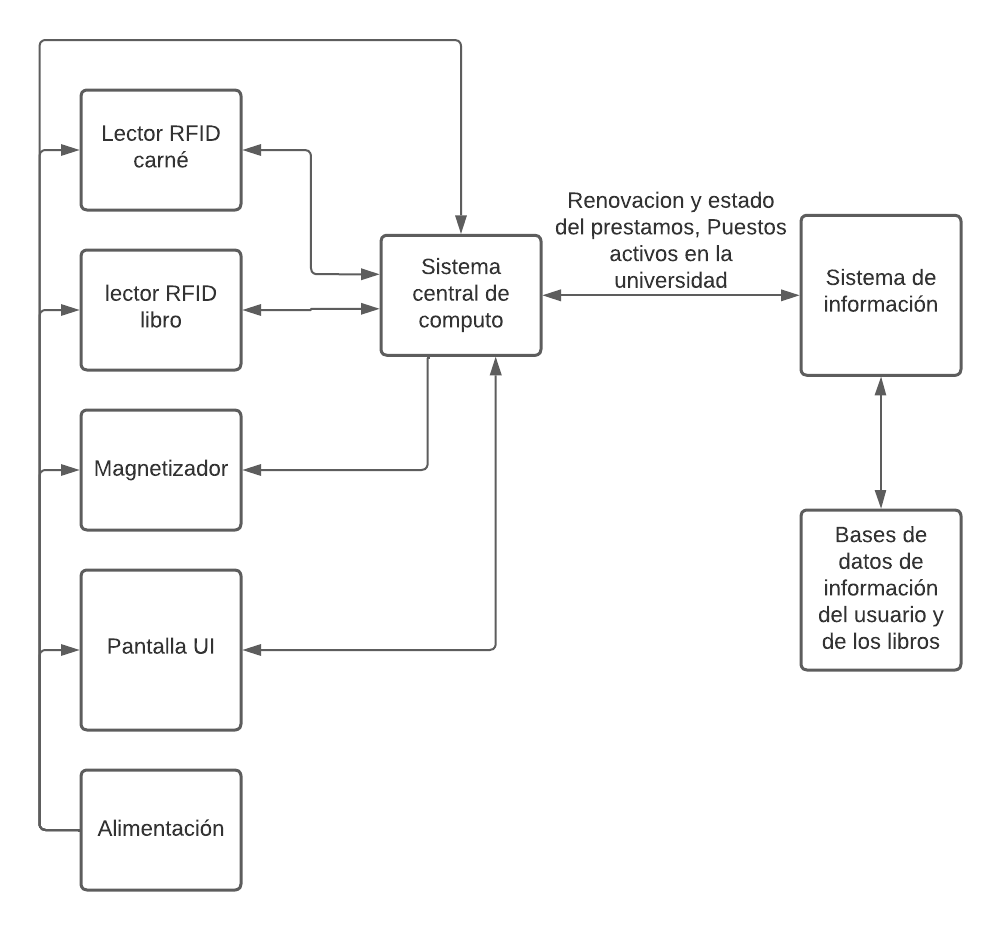 Lector RFID
carné
lector RFID
libro
Magnetizador
Pantalla UI
Alimentación
Sistema
central de
computo
Renovacion y estado
del prestamos, Puestos
activos en la
universidad
Sistema de
información
Bases de
datos de
información
del usuario y
de los libros